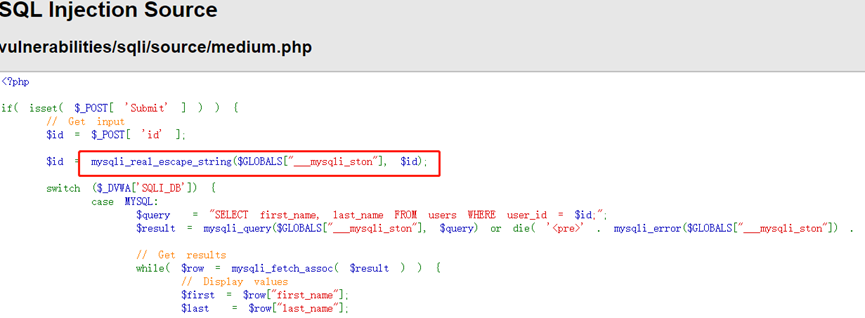 SQL Injection Source
vulnerabilities/sqli/source/medium.php
<?php
if( isset( $_POST[ 'Submit' ] ) ) {
// Get input
$id = $_POST[ 'id' ];
$id = mysqli_real_escape_string($GLOBALS["___mysqli_ston"], $id);
switch ($_DVWA['SQLI_DB']) {
case MYSQL:
$query = "SELECT first_name, last_name FROM users WHERE user_id = $id;";
$result = mysqli_query($GLOBALS["___mysqli_ston"], $query) or die( '<pre>' . mysqli_error($GLOBALS["___mysqli_ston"]) .
// Get results
while( $row = mysqli_fetch_assoc( $result ) ) {
// Display values
$first = $row["first_name"];
$last = $row["last_name"];